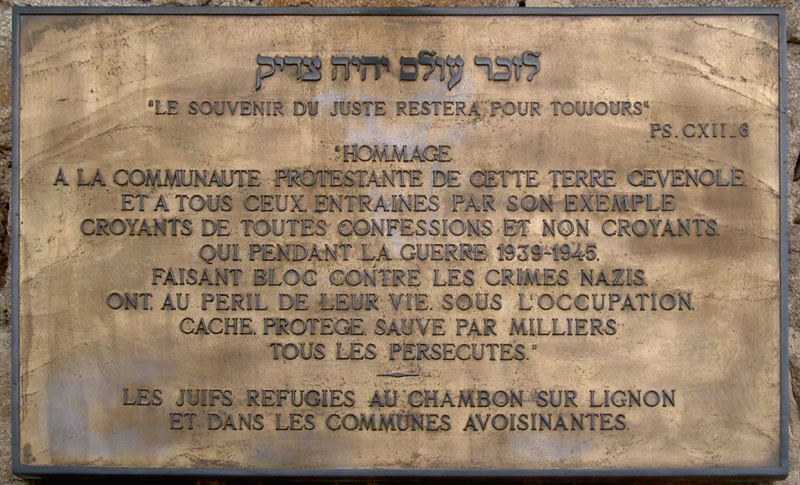 לזכר עולם יהיה צדיק
"LE SOUVENIR DU JUSTE RESTERA POUR TOUJOURS"
PS. CXII_6
"HOMMAGE
A LA COMMUNAUTE PROTESTANTE DE CETTE TERRE CEVENOLE
ET A TOUS CEUX, ENTRAINES PAR SON EXEMPLE
CROYANTS DE TOUTES CONFESSIONS ET NON CROYANTS,
QUI, PENDANT LA GUERRE 1939-1945,
FAISANT BLOC CONTRE LES CRIMES NAZIS,
ONT, AU PERIL DE LEUR VIE, SOUS L'OCCUPATION,
CACHE, PROTEGE, SAUVE PAR MILLIERS
TOUS LES PERSECUTES."
LES JUIFS REFUGIES AU CHAMBON SUR LIGNON
ET DANS LES COMMUNES AVOISINANTES.